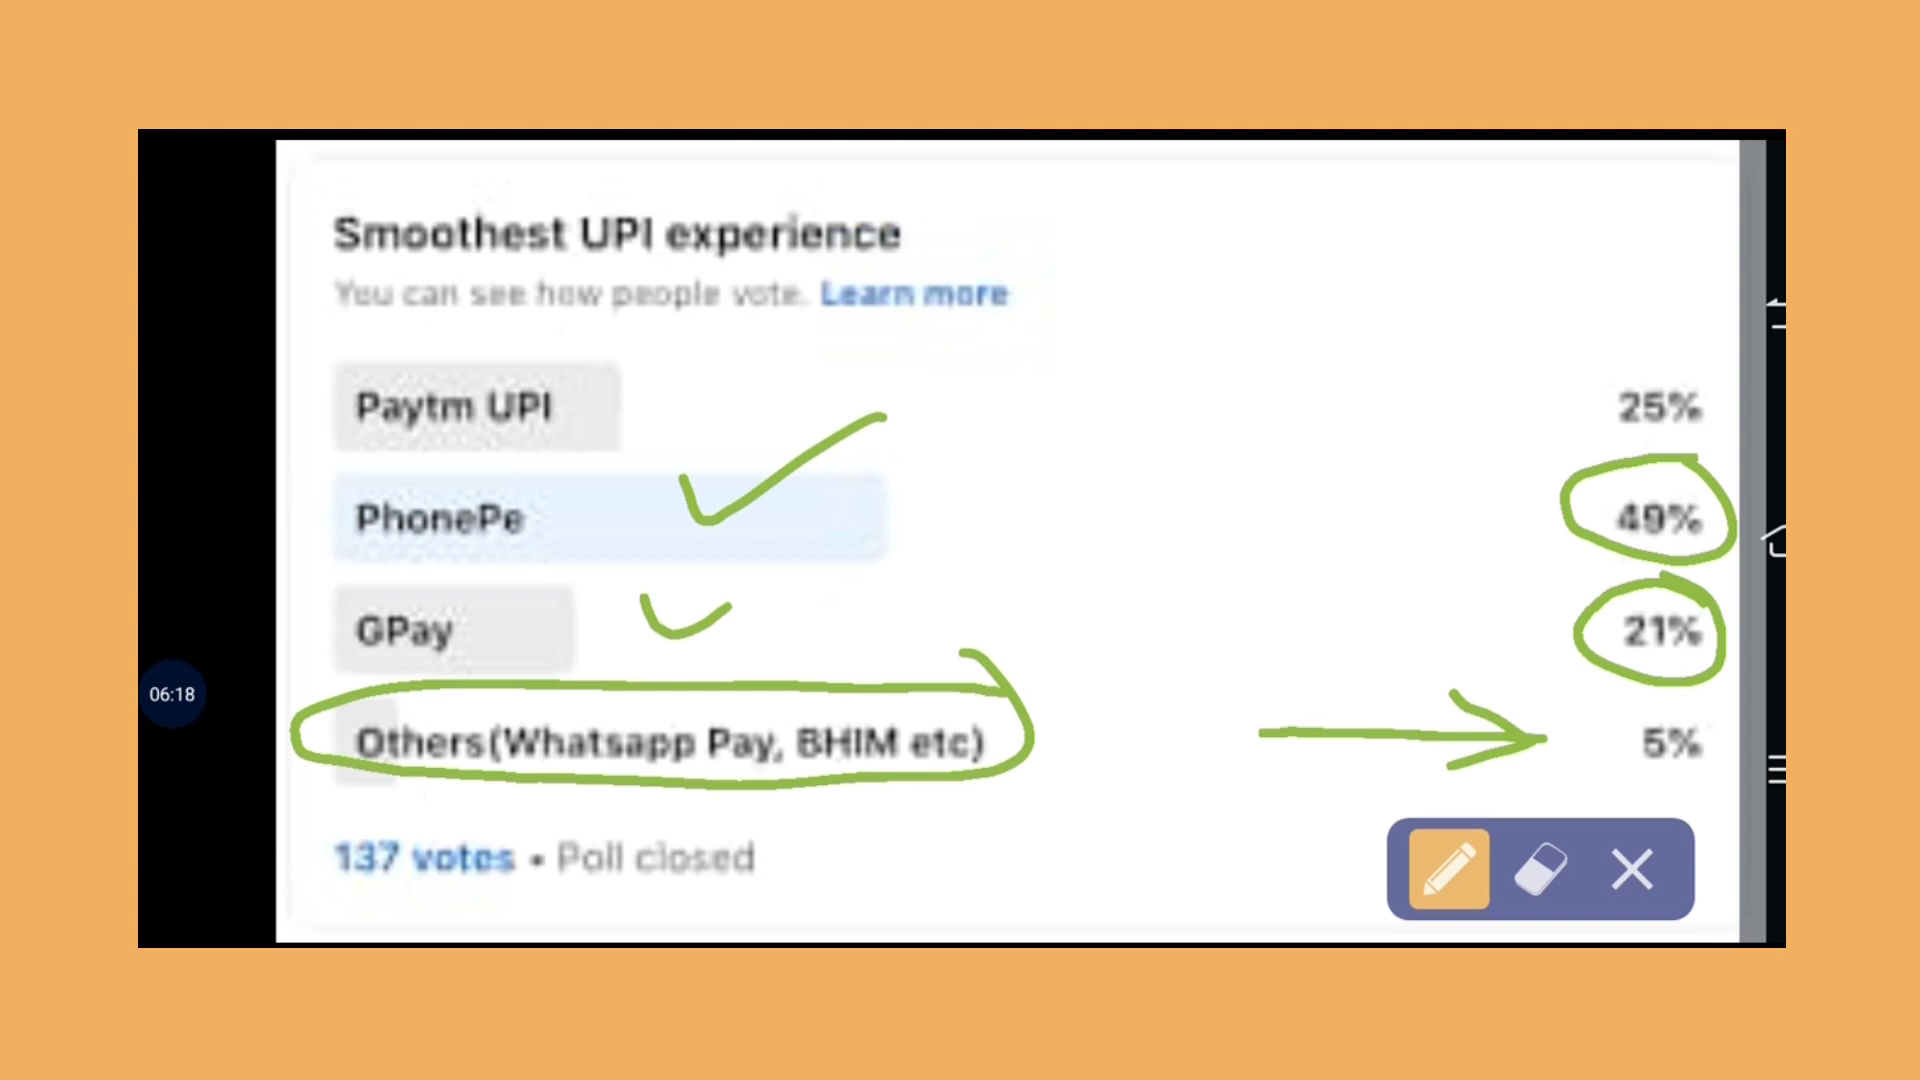 Smoothest UPI experience
You can see how people vote. Learn more
Paytm UPI 25%
PhonePe 49%
GPay 21%
06:18
Others(Whatsapp Pay, BHIM etc) 5%
137 votes • Poll closed